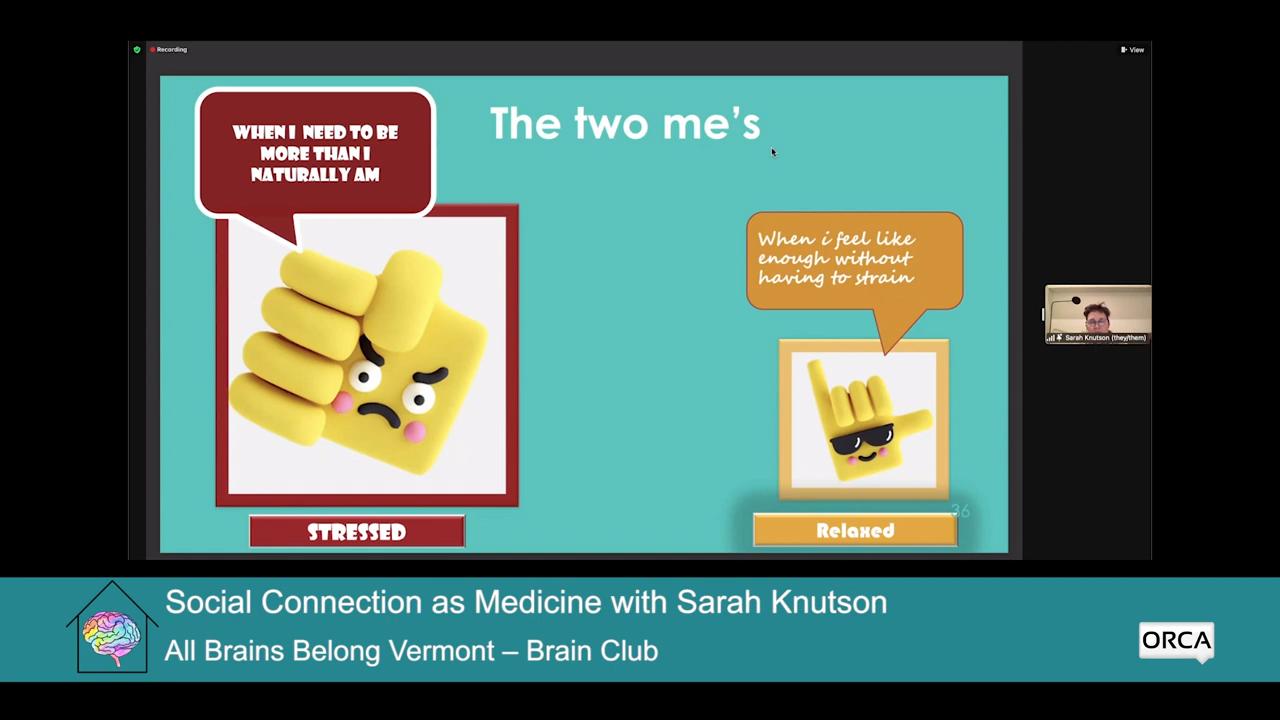 Recording
View
The two me's
WHEN I NEED TO BE
MORE THAN I
NATURALLY AM
When i feel like
enough without
having to strain
STRESSED
Relaxed
36
Sarah Knutson (they/them)
Social Connection as Medicine with Sarah Knutson
All Brains Belong Vermont – Brain Club
ORCA